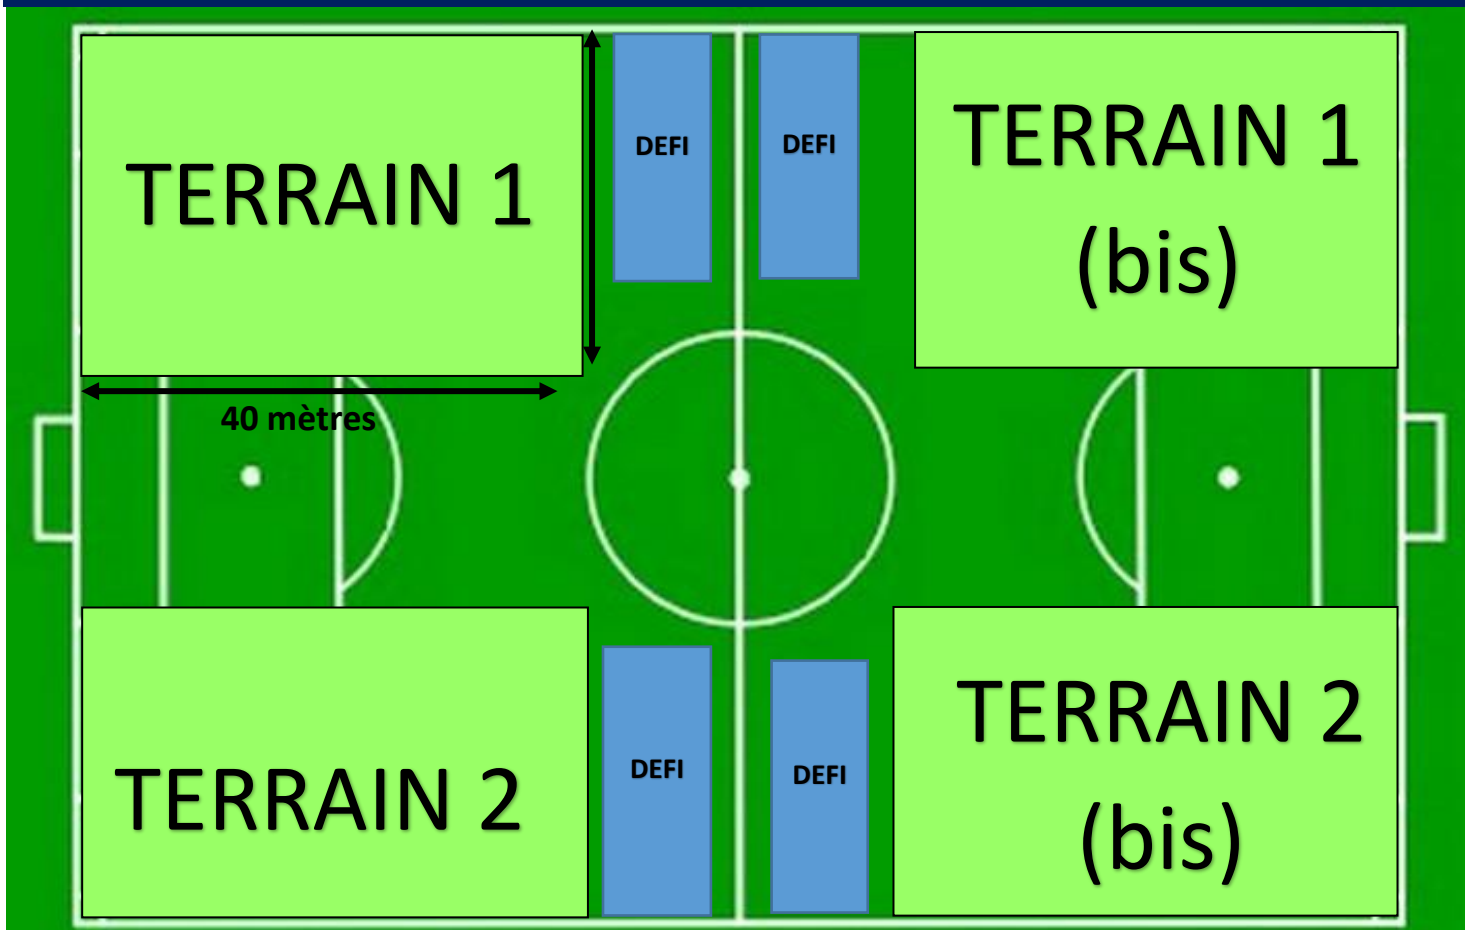 TERRAIN 1
DEFI
DEFI
TERRAIN 1
(bis)
40 mètres
TERRAIN 2
DEFI
DEFI
TERRAIN 2
(bis)